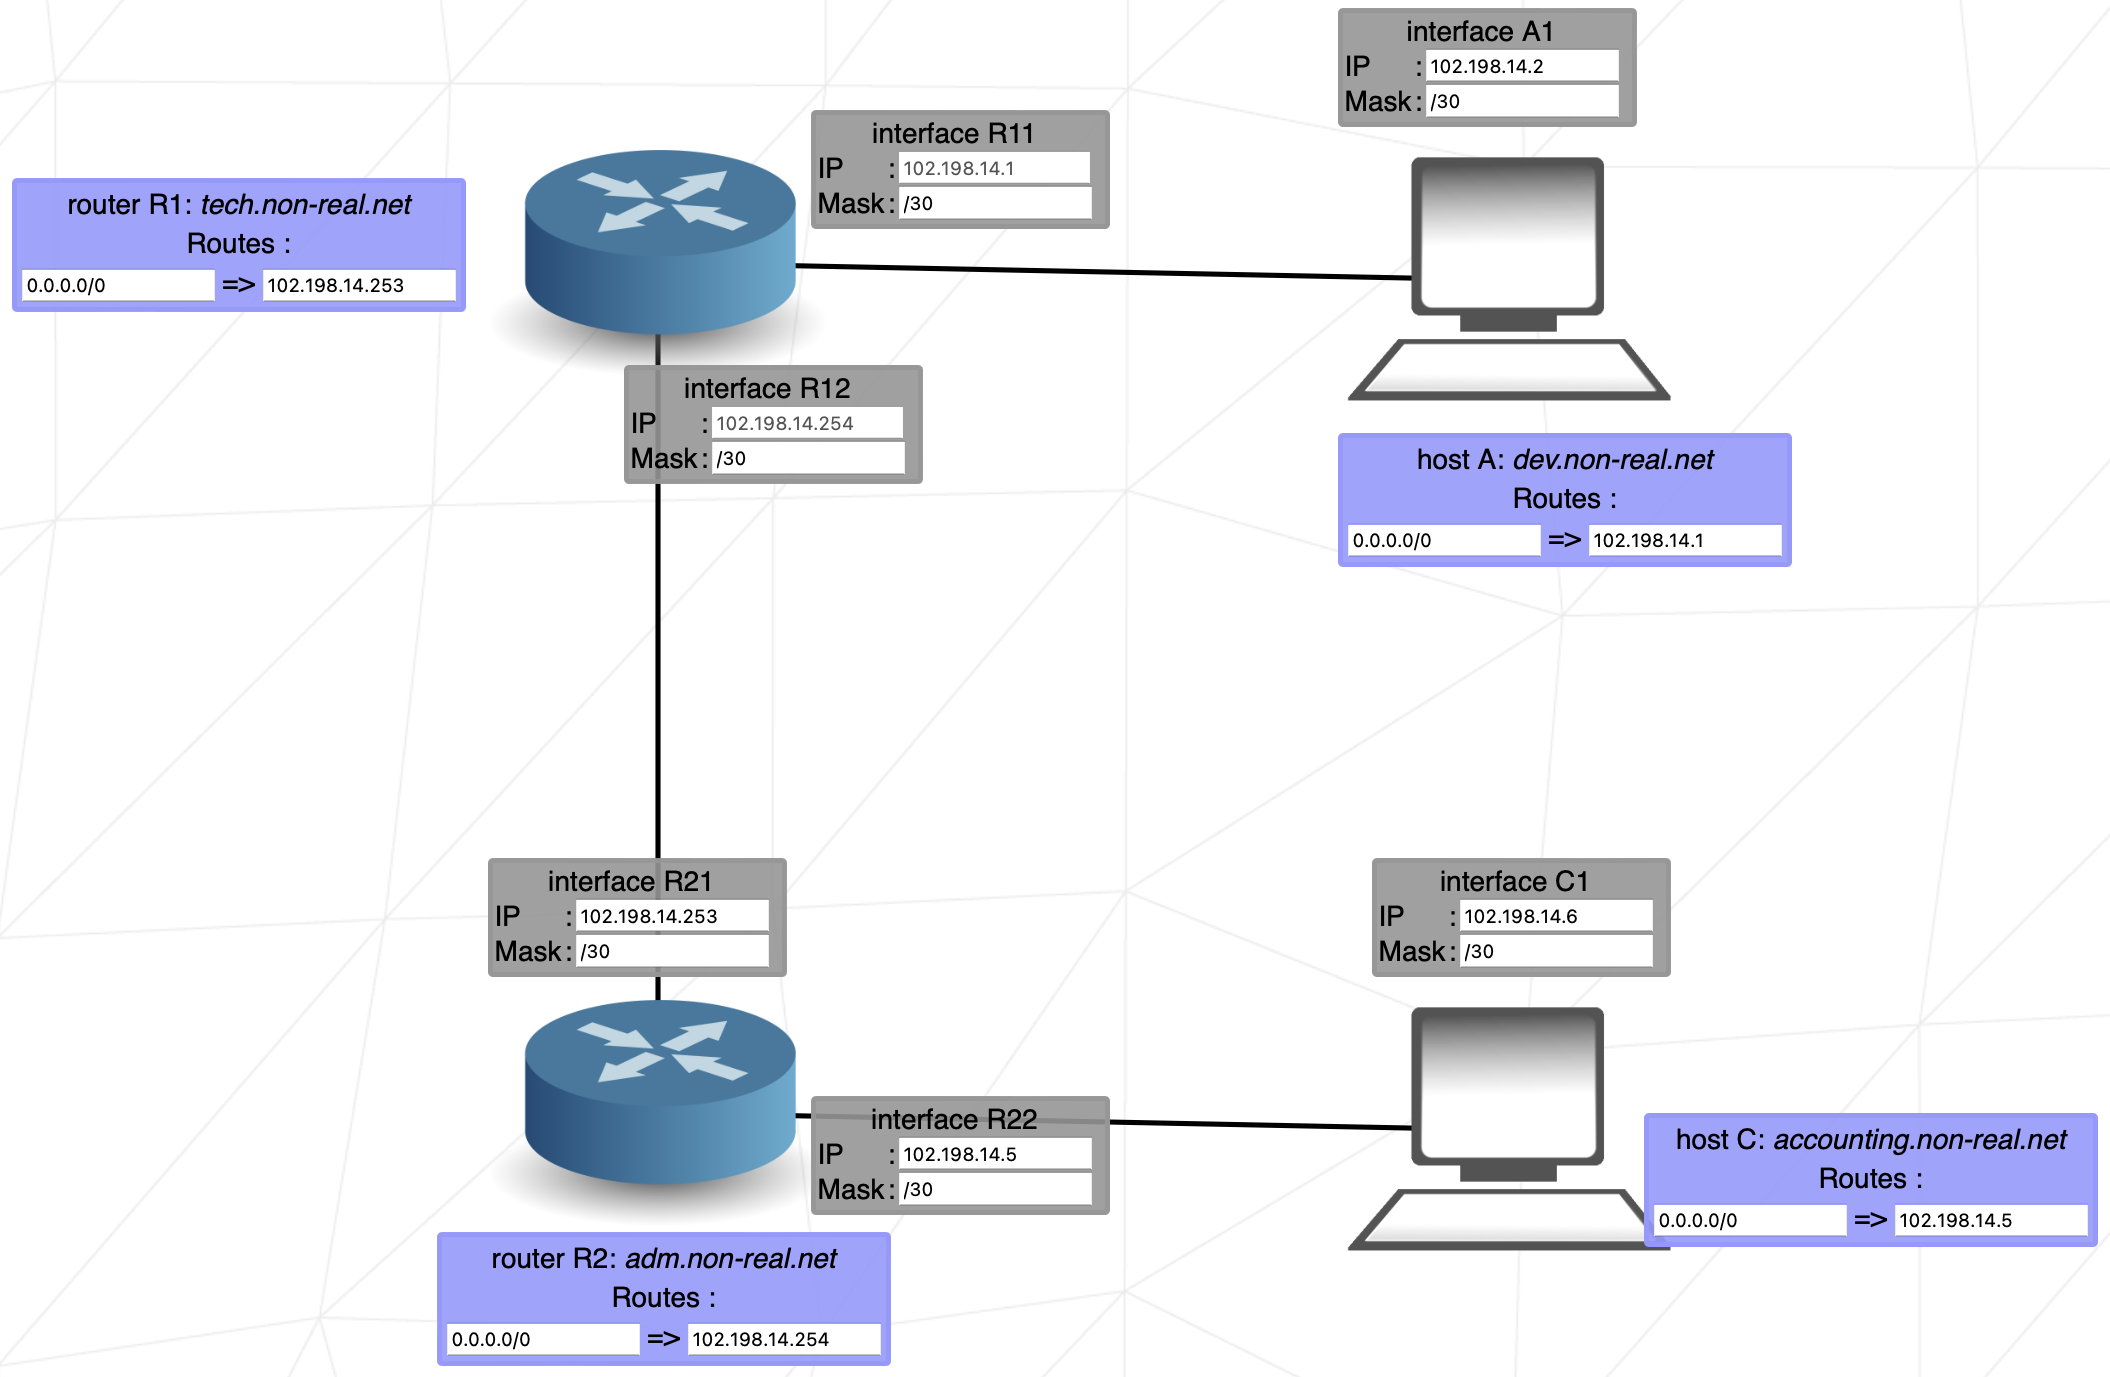 interface A1
IP : 102.198.14.2
Mask : /30
interface R11
IP : 102.198.14.1
Mask : /30
router R1: tech.non-real.net
Routes :
0.0.0.0/0 => 102.198.14.253
interface R12
IP : 102.198.14.254
Mask : /30
host A: dev.non-real.net
Routes :
0.0.0.0/0 => 102.198.14.1
interface R21
IP : 102.198.14.253
Mask : /30
interface C1
IP : 102.198.14.6
Mask : /30
interface R22
IP : 102.198.14.5
Mask : /30
host C: accounting.non-real.net
Routes :
0.0.0.0/0 => 102.198.14.5
router R2: adm.non-real.net
Routes :
0.0.0.0/0 => 102.198.14.254